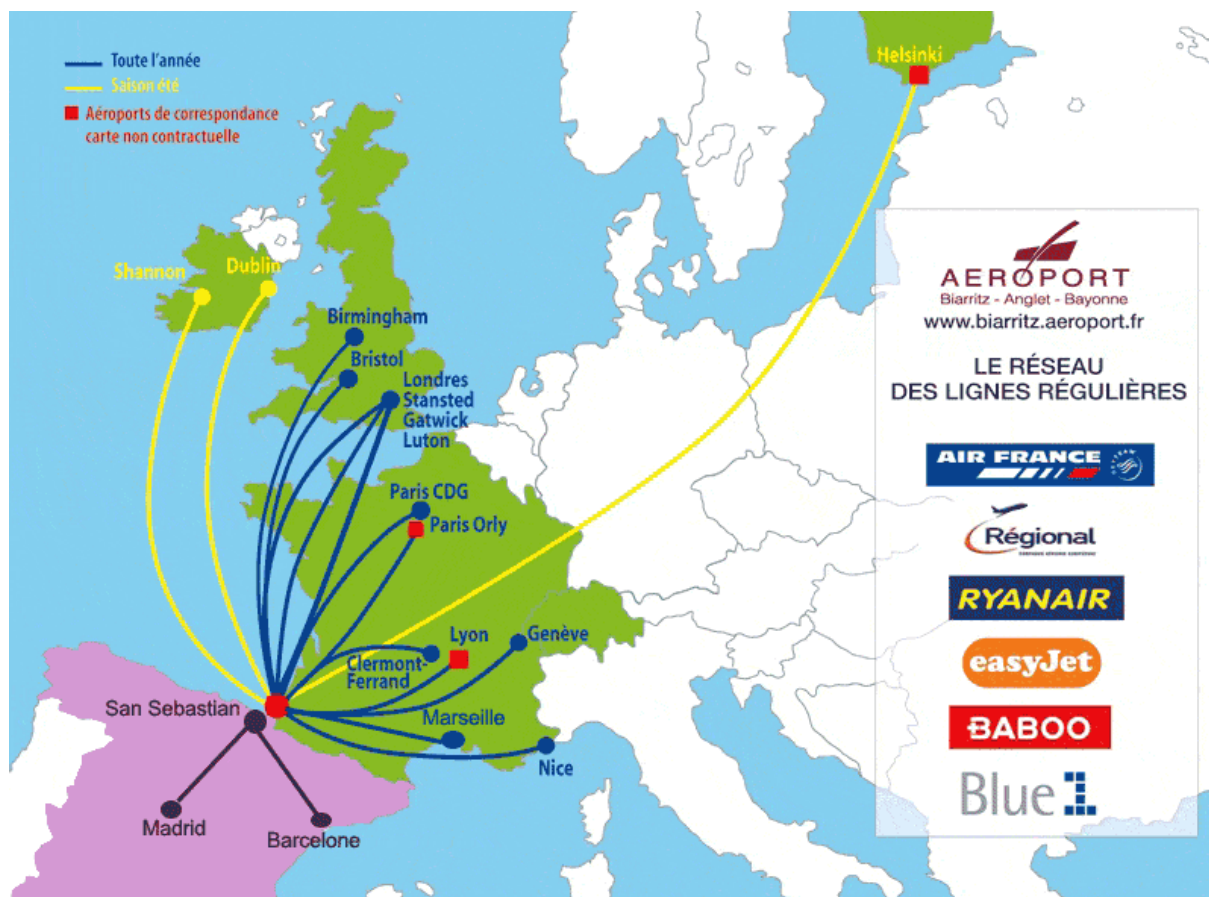 Toute l'année
Saison été
Aéroports de correspondance
carte non contractuelle
Helsinki
Shannon
Dublin
Birmingham
Bristol
Londres
Stansted
Gatwick
Luton
Paris CDG
Paris Orly
Lyon
Genève
Clermont-
Ferrand
San Sebastian
Marseille
Nice
Madrid
Barcelone
AEROPORT
Biarritz - Anglet - Bayonne
www.biarritz.aeroport.fr
LE RÉSEAU
DES LIGNES RÉGULIÈRES
AIR FRANCE
Régional
RYANAIR
easyJet
BABOO
Blue1